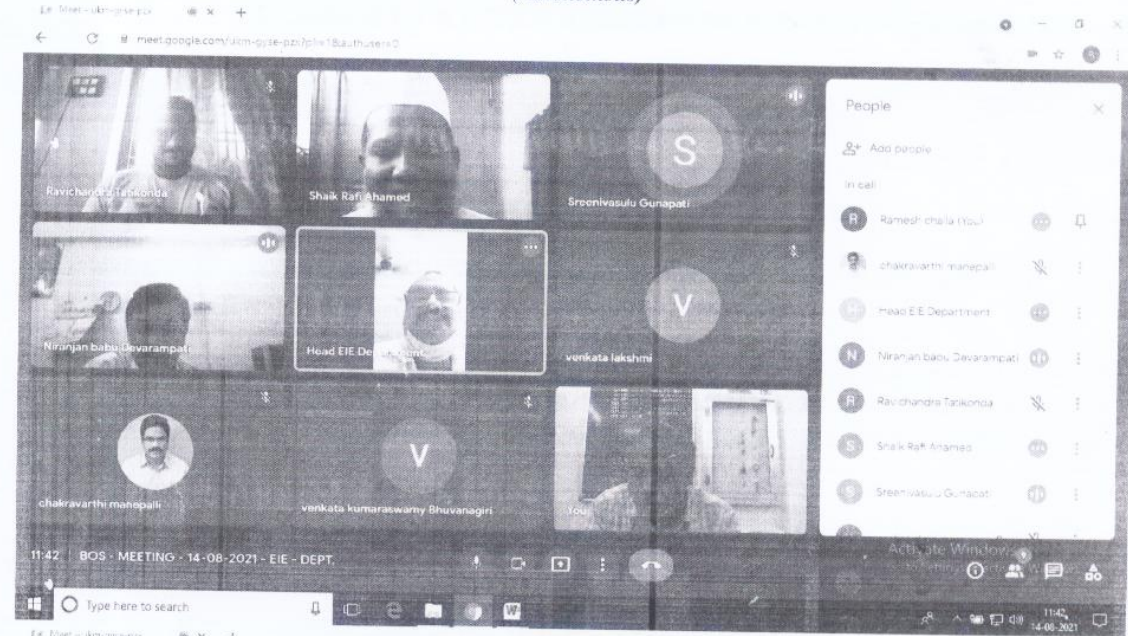 meet.google.com/
People
Add people
In call
Ramesh challa (You)
chakravarthi manepalli
Head EIE Department
Niranjan babu Devarampati
Ravichandra Tatikonda
Shaik Rafi Ahamed
Sreenivasulu Gunapati
Ravichandra Tatikonda
Shaik Rafi Ahamed
S
Sreenivasulu Gunapati
Niranjan babu Devarampati
Head EIE Department
V
venkata lakshmi
chakravarthi manepalli
V
venkata kumaraswamy Bhuvanagiri
You
11:42 BOS - MEETING - 14-08-2021 - EIE - DEPT.
Activate Windows
Type here to search
11:42
14-08-2021